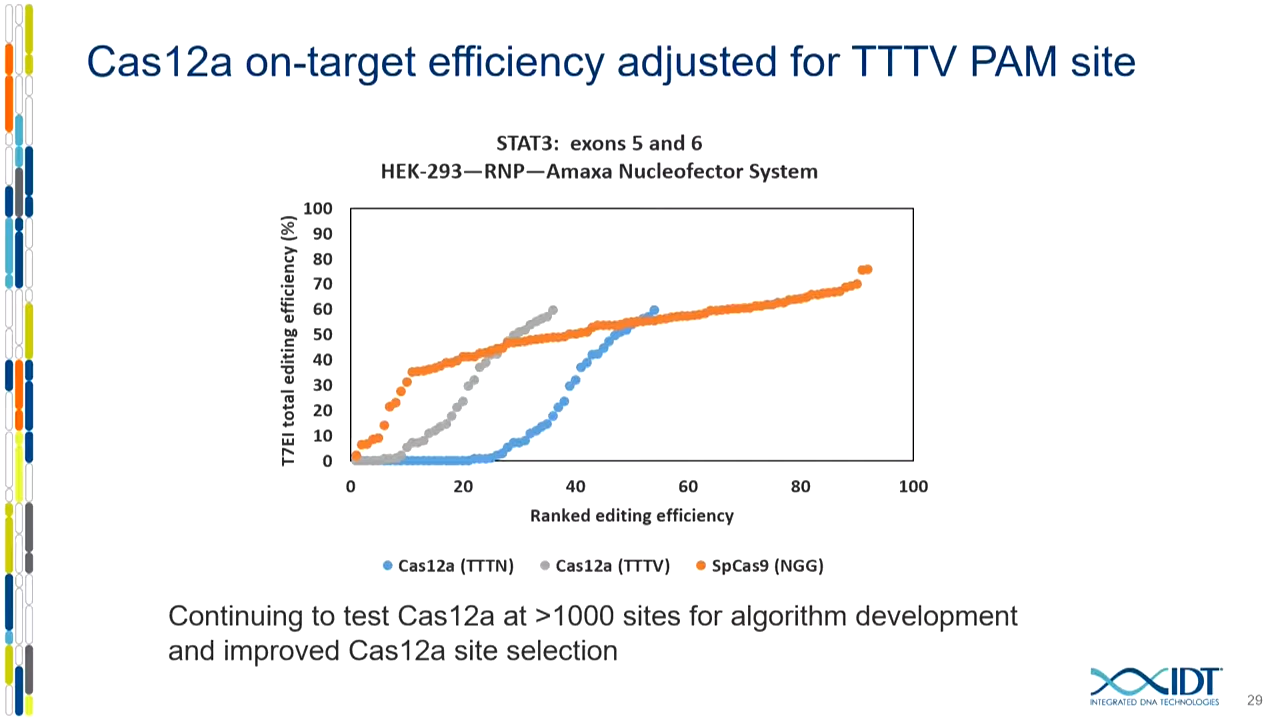 Cas12a on-target efficiency adjusted for TTTV PAM site
STAT3: exons 5 and 6
HEK-293—RNP—Amaxa Nucleofector System
T7EI total editing efficiency (%)
100
90
80
70
60
50
40
30
20
10
0
0 20 40 60 80 100
Ranked editing efficiency
Cas12a (TTTN) Cas12a (TTTV) SpCas9 (NGG)
Continuing to test Cas12a at >1000 sites for algorithm development
and improved Cas12a site selection
IDT
INTEGRATED DNA TECHNOLOGIES
29